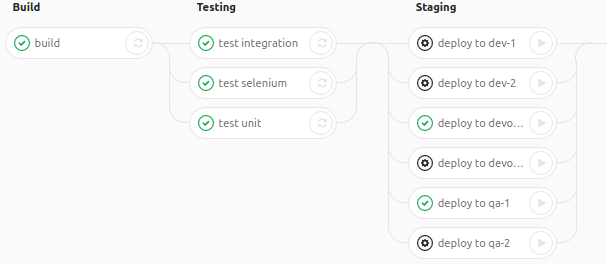 Build
Testing
Staging
build
test integration
deploy to dev-1
test selenium
deploy to dev-2
test unit
deploy to devo...
deploy to devo...
deploy to qa-1
deploy to qa-2